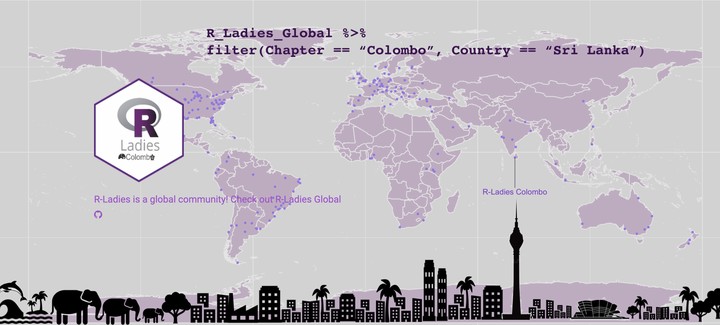 R_Ladies_Global %>%
filter(Chapter == “Colombo”, Country == “Sri Lanka”)
R
Ladies
Colombo
R-Ladies is a global community! Check out R-Ladies Global
R-Ladies Colombo